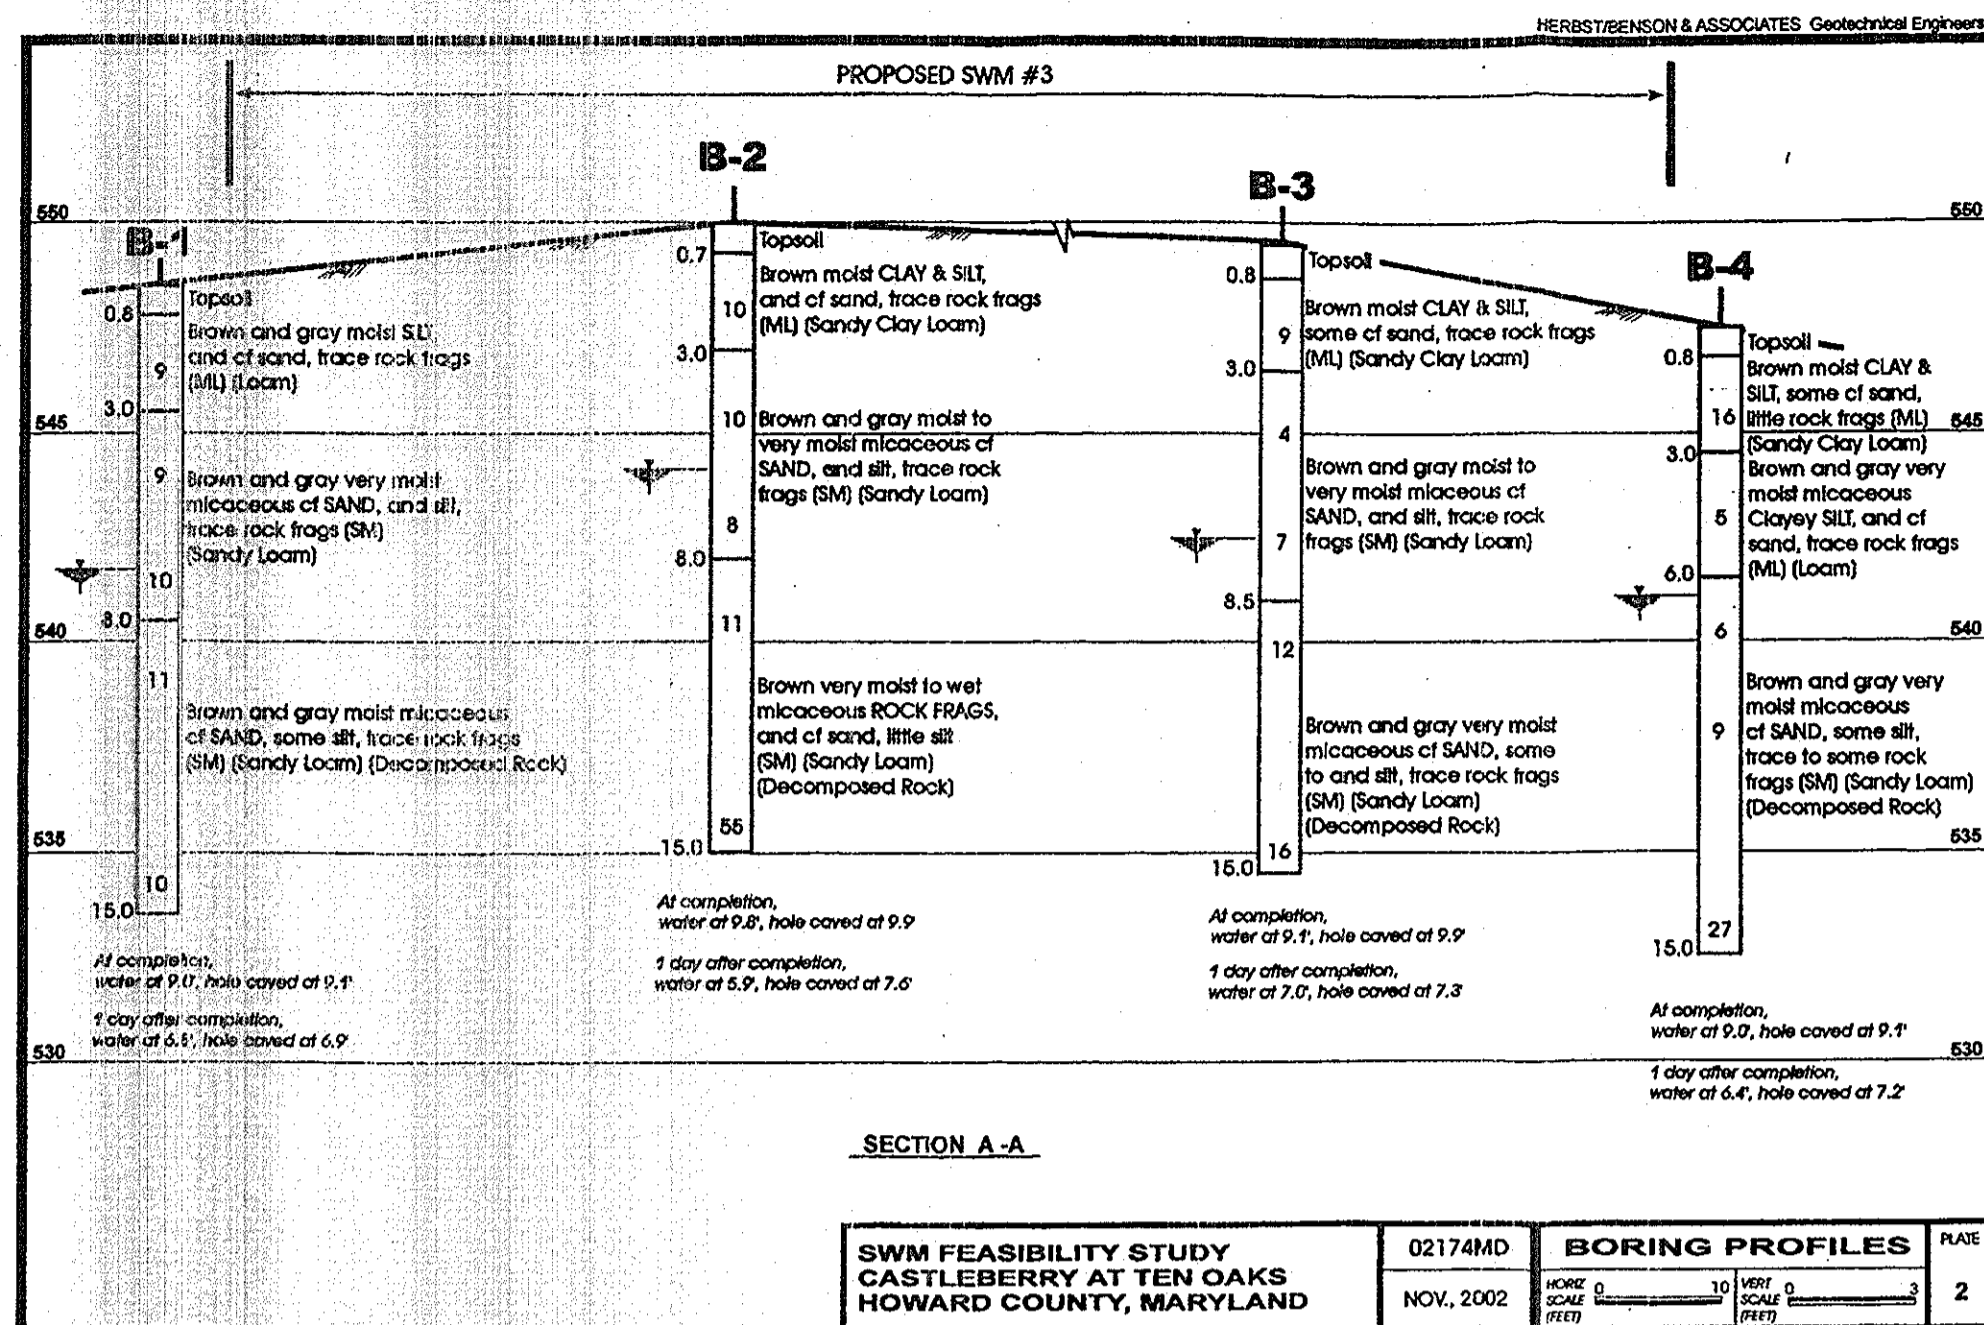 HERBST/BENSON & ASSOCIATES Geotechnical Engineers
PROPOSED SWM #3
B-1
B-2
B-3
B-4
550
550
545
545
540
540
535
535
530
530
0.8
9
3.0
9
10
8.0
11
10
15.0
Topsoil
Brown and gray moist SILT,
and cf sand, trace rock frags
(ML) (Loam)
Brown and gray very moist
micaceous cf SAND, and silt,
trace rock frags (SM)
(Sandy Loam)
Brown and gray moist micaceous
cf SAND, some silt, trace rock frags
(SM) (Sandy Loam) (Decomposed Rock)
At completion,
water at 9.0', hole caved at 9.1'
1 day after completion,
water at hole caved at 6.9'
0.7
10
3.0
10
8
8.0
11
55
15.0
Topsoil
Brown moist CLAY & SILT,
and cf sand, trace rock frags
(ML) (Sandy Clay Loam)
Brown and gray moist to
very moist micaceous cf
SAND, and silt, trace rock
frags (SM) (Sandy Loam)
Brown very moist to wet
micaceous ROCK FRAGS,
and cf sand, little silt
(SM) (Sandy Loam)
(Decomposed Rock)
At completion,
water at 9.8', hole caved at 9.9'
1 day after completion,
water at 5.9', hole caved at 7.6'
0.8
9
3.0
4
7
8.5
12
16
15.0
Topsoil
Brown moist CLAY & SILT,
some cf sand, trace rock frags
(ML) (Sandy Clay Loam)
Brown and gray moist to
very moist miaceous cf
SAND, and silt, trace rock
frags (SM) (Sandy Loam)
Brown and gray very moist
micaceous cf SAND, some
to and silt, trace rock frags
(SM) (Sandy Loam)
(Decomposed Rock)
At completion,
water at 9.1', hole caved at 9.9'
1 day after completion,
water at 7.0', hole caved at 7.3'
0.8
16
3.0
5
6.0
6
9
27
15.0
Topsoil
Brown moist CLAY &
SILT, some cf sand,
little rock frags (ML)
(Sandy Clay Loam)
Brown and gray very
moist micaceous
Clayey SILT, and cf
sand, trace rock frags
(ML) (Loam)
Brown and gray very
moist micaceous
cf SAND, some silt,
trace to some rock
frags (SM) (Sandy Loam)
(Decomposed Rock)
At completion,
water at 9.0', hole caved at 9.1'
1 day after completion,
water at 6.4', hole caved at 7.2'
SECTION A-A
SWM FEASIBILITY STUDY
CASTLEBERRY AT TEN OAKS
HOWARD COUNTY, MARYLAND
02174MD
NOV., 2002
BORING PROFILES
HORIZ SCALE (FEET) 0 10
VERT SCALE (FEET) 0 3
PLATE
2